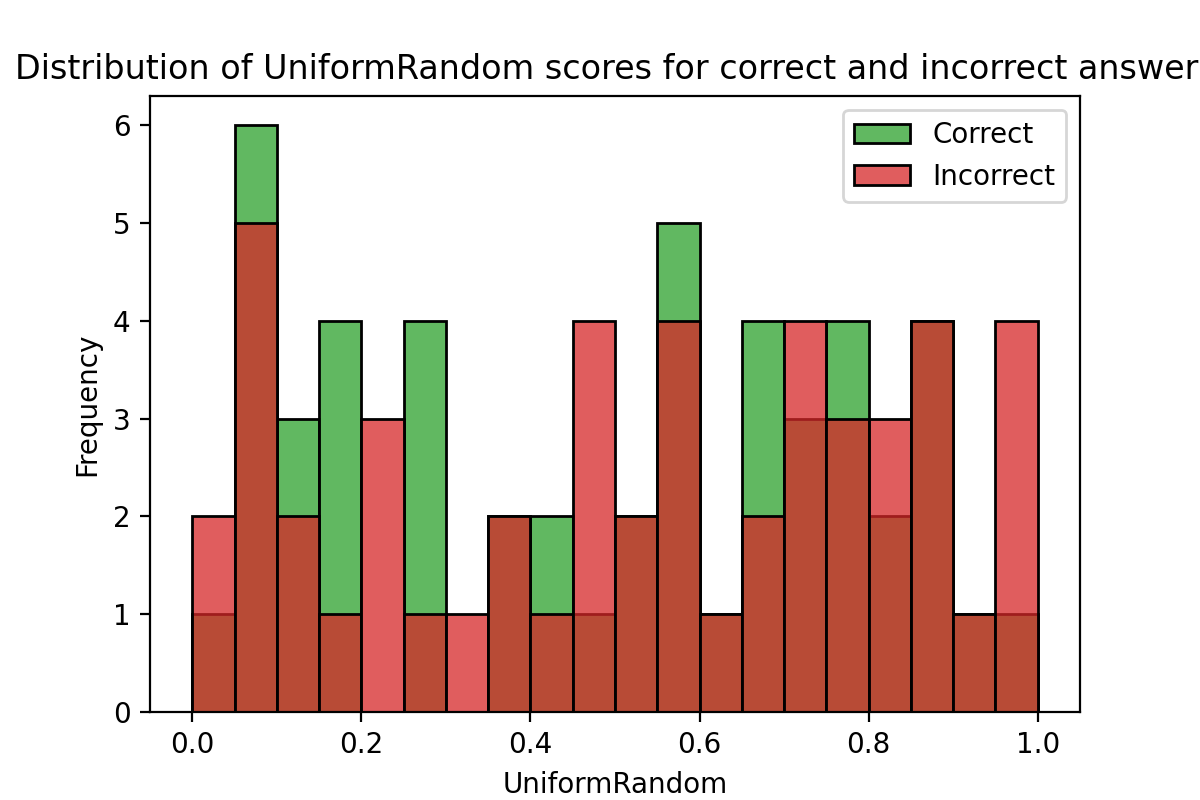 Distribution of UniformRandom scores for correct and incorrect answer
Correct
Incorrect
Frequency
6
5
4
3
2
1
0
0.0 0.2 0.4 0.6 0.8 1.0
UniformRandom